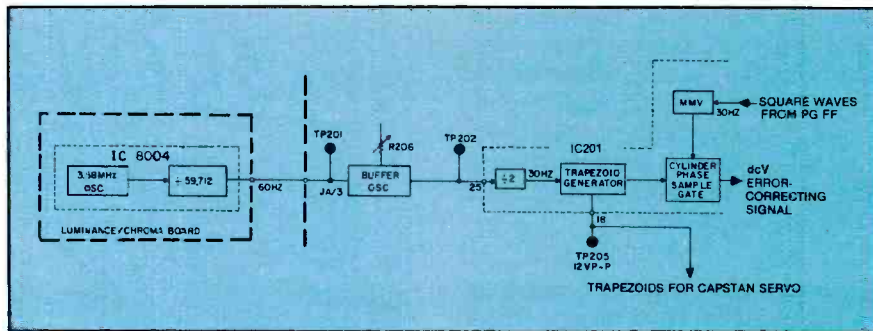 IC 8004
3.58MHz
OSC
÷ 59,712
LUMINANCE/CHROMA BOARD
60HZ
TP201
JA/3
R206
BUFFER
OSC
TP202
25
IC201
÷2
30HZ
TRAPEZOID
GENERATOR
18
TP205
12VP-P
TRAPEZOIDS FOR CAPSTAN SERVO
MMV
30HZ
SQUARE WAVES
FROM PG FF
CYLINDER
PHASE
SAMPLE
GATE
dcV
ERROR-
CORRECTING
SIGNAL